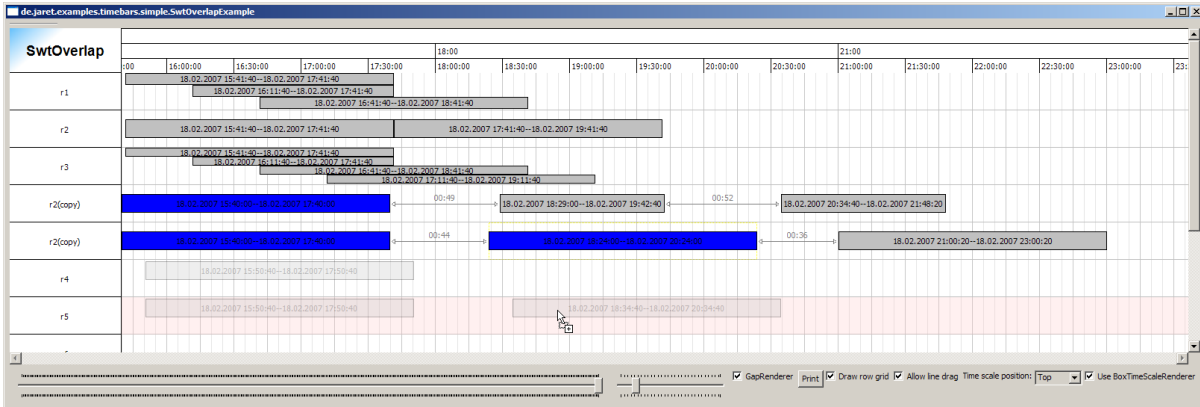 de.jaret.examples.timebars.simple.SwtOverlapExample
SwtOverlap
18:00 21:00
:00 16:00:00 16:30:00 17:00:00 17:30:00 18:00:00 18:30:00 19:00:00 19:30:00 20:00:00 20:30:00 21:00:00 21:30:00 22:00:00 22:30:00 23:00:00 23:
r1
18.02.2007 15:41:40--18.02.2007 17:41:40
18.02.2007 16:11:40--18.02.2007 17:41:40
18.02.2007 16:41:40--18.02.2007 18:41:40
r2
18.02.2007 15:41:40--18.02.2007 17:41:40 18.02.2007 17:41:40--18.02.2007 19:41:40
r3
18.02.2007 15:41:40--18.02.2007 17:41:40
18.02.2007 16:11:40--18.02.2007 17:41:40
18.02.2007 16:41:40--18.02.2007 18:41:40
18.02.2007 17:11:40--18.02.2007 19:11:40
r2(copy) 00:49 18.02.2007 18:29:00--18.02.2007 19:42:40 00:52 18.02.2007 20:34:40--18.02.2007 21:48:20
r2(copy) 00:44 00:36 18.02.2007 21:00:20--18.02.2007 23:00:20
r4 18.02.2007 15:50:40--18.02.2007 17:50:40
r5 18.02.2007 15:50:40--18.02.2007 17:50:40 18.02.2007 18:34:40--18.02.2007 20:34:40
GapRenderer Print Draw row grid Allow line drag Time scale position: Top Use BoxTimeScaleRenderer